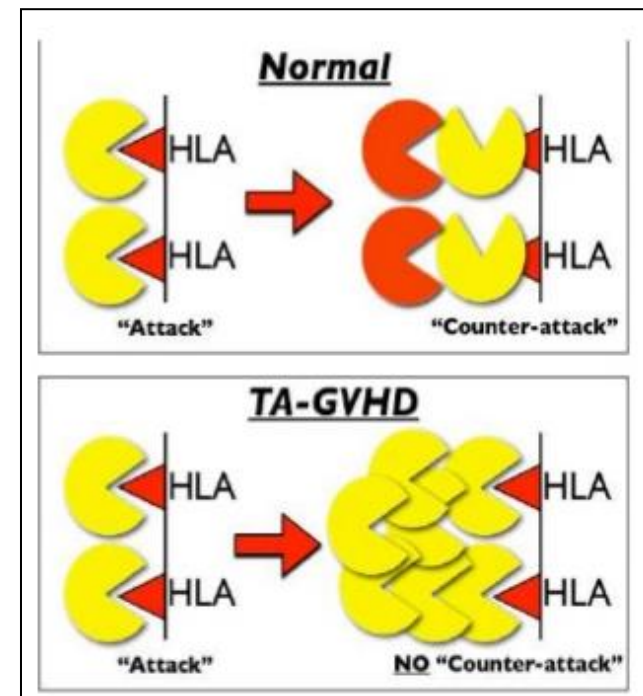 Normal
HLA HLA
HLA HLA
“Attack” “Counter-attack”
TA-GVHD
HLA HLA
HLA HLA
“Attack” NO “Counter-attack”